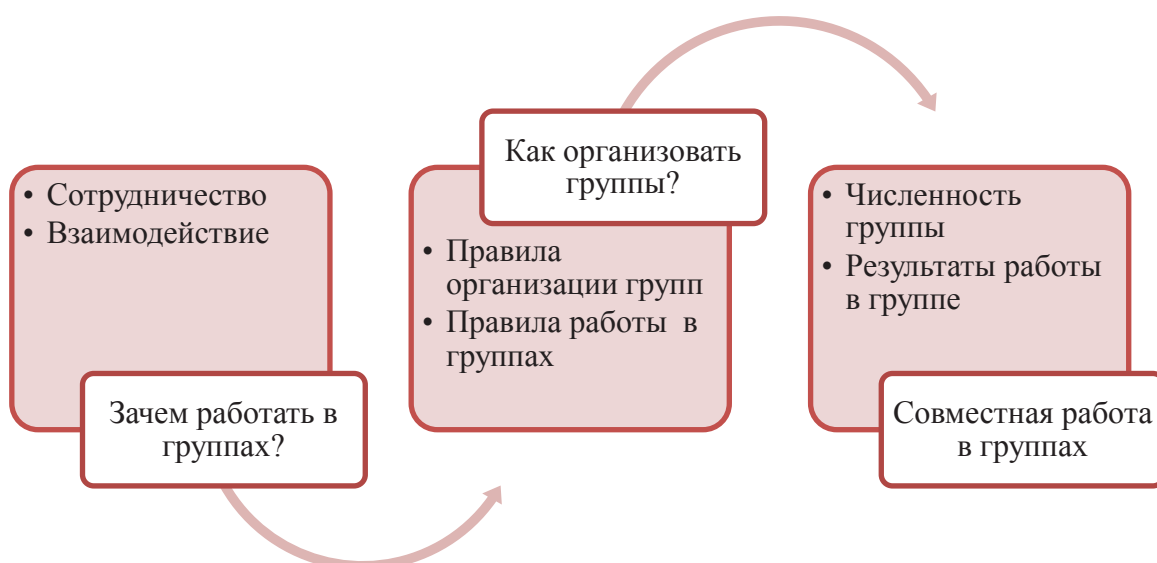 • Сотрудничество
• Взаимодействие
Зачем работать в
группах?
Как организовать
группы?
• Правила
организации групп
• Правила работы в
группах
• Численность
группы
• Результаты работы
в группе
Совместная работа
в группах